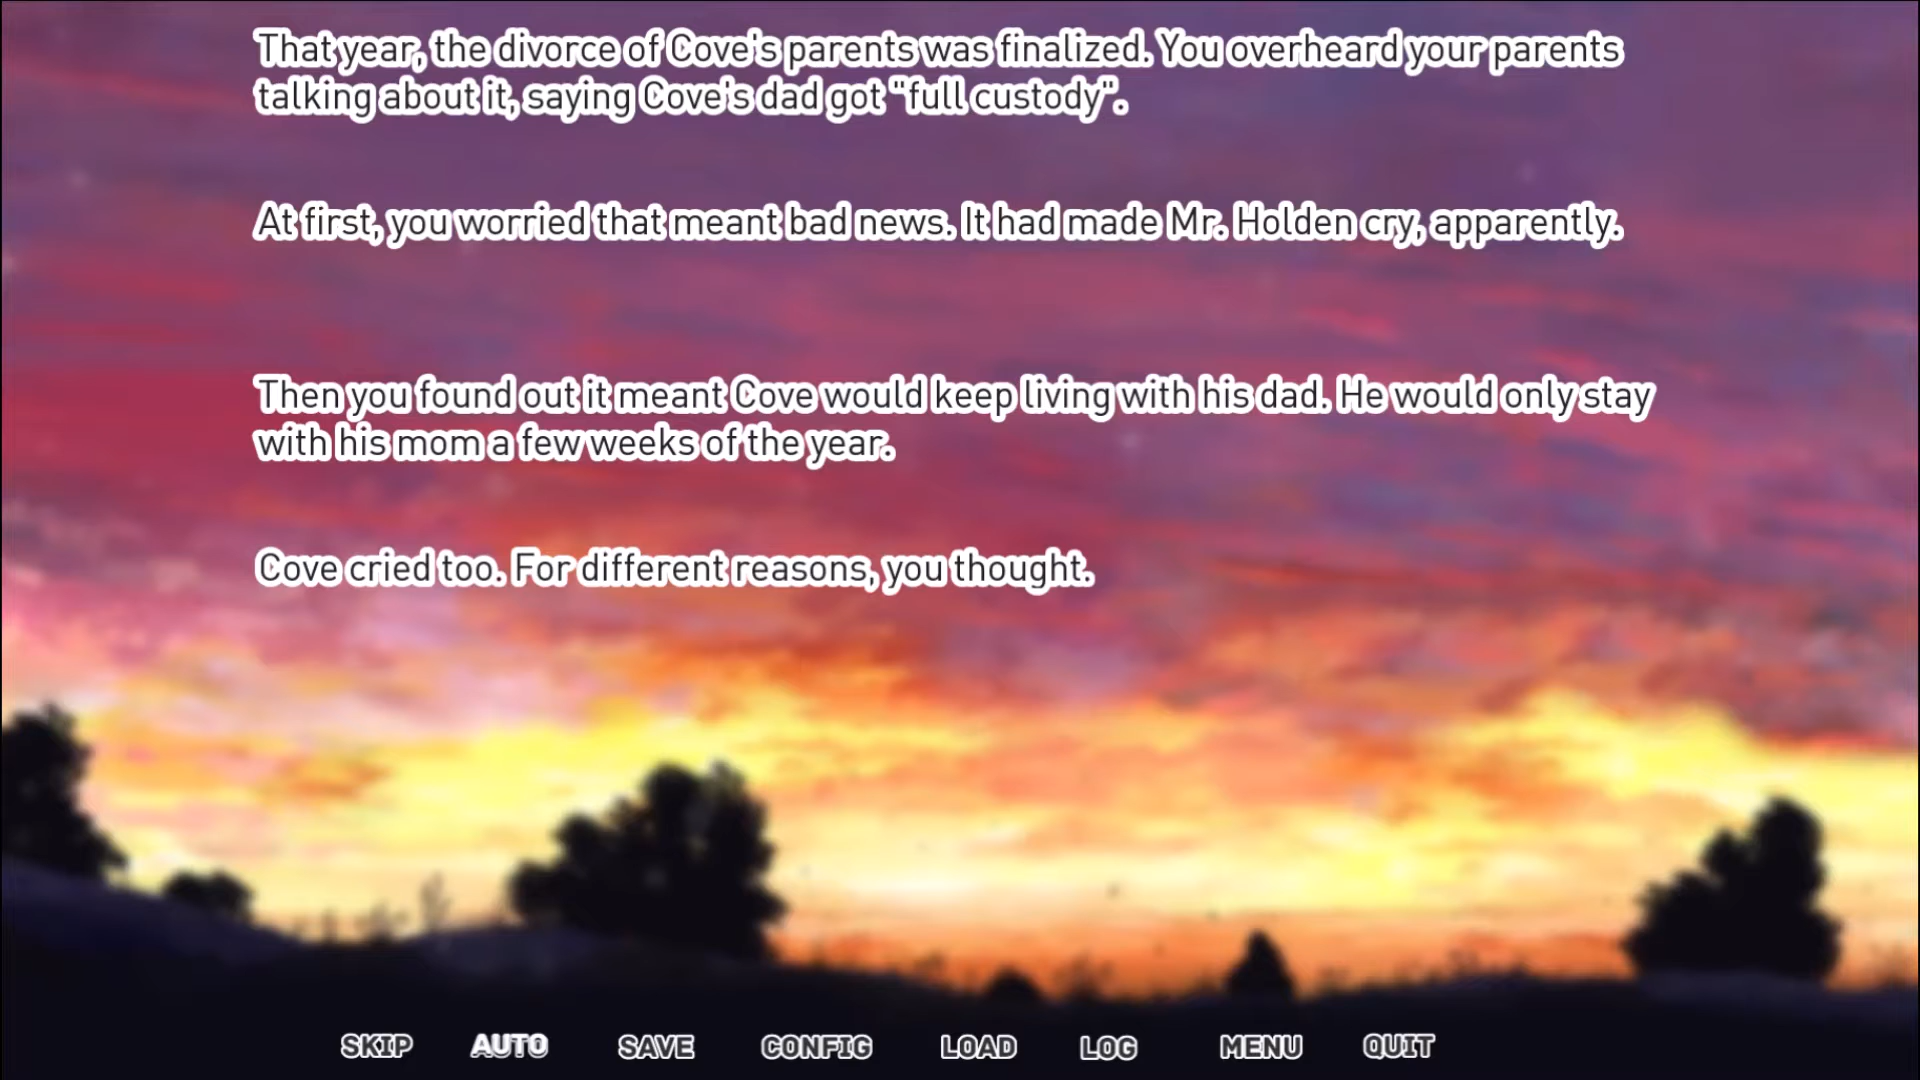 That year, the divorce of Cove's parents was finalized. You overheard your parents
talking about it, saying Cove's dad got "full custody".
At first, you worried that meant bad news. It had made Mr. Holden cry, apparently.
Then you found out it meant Cove would keep living with his dad. He would only stay
with his mom a few weeks of the year.
Cove cried too. For different reasons, you thought.
SKIP AUTO SAVE CONFIG LOAD LOG MENU QUIT